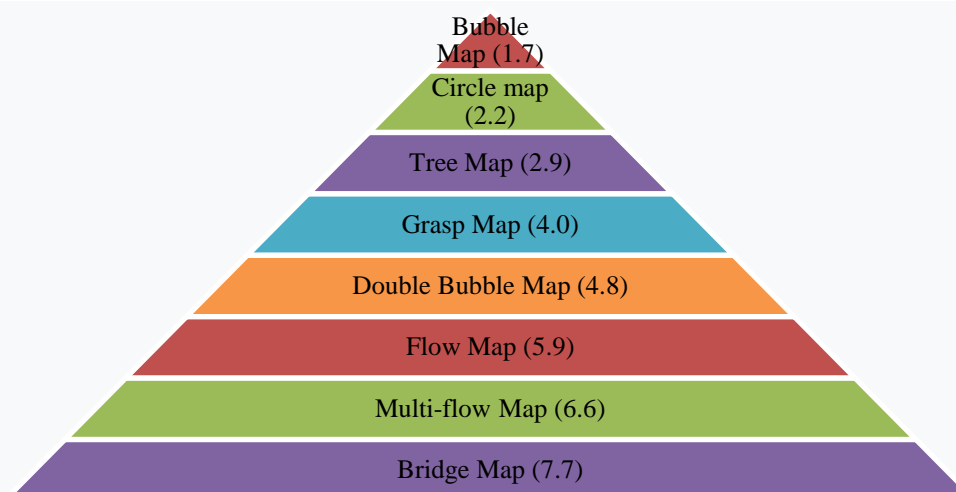 Bubble
Map (1.7)
Circle map
(2.2)
Tree Map (2.9)
Grasp Map (4.0)
Double Bubble Map (4.8)
Flow Map (5.9)
Multi-flow Map (6.6)
Bridge Map (7.7)